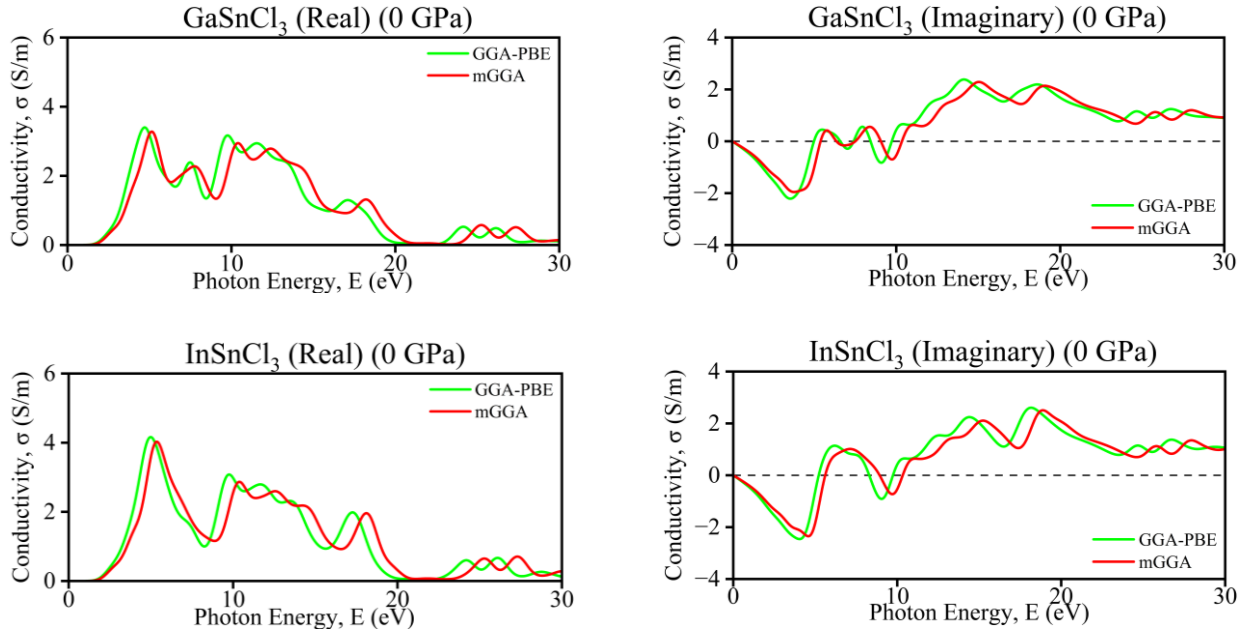 GaSnCl₃ (Real) (0 GPa)
Conductivity, σ (S/m)
6
4
2
0
GGA-PBE
mGGA
0
10
20
30
Photon Energy, E (eV)
GaSnCl₃ (Imaginary) (0 GPa)
Conductivity, σ (S/m)
4
2
0
−2
−4
GGA-PBE
mGGA
0
10
20
30
Photon Energy, E (eV)
InSnCl₃ (Real) (0 GPa)
Conductivity, σ (S/m)
6
4
2
0
GGA-PBE
mGGA
0
10
20
30
Photon Energy, E (eV)
InSnCl₃ (Imaginary) (0 GPa)
Conductivity, σ (S/m)
4
2
0
−2
−4
GGA-PBE
mGGA
0
10
20
30
Photon Energy, E (eV)